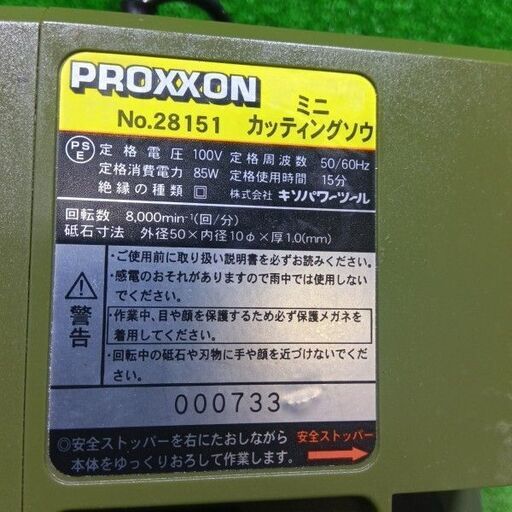 PROXXON
ミニ
No.28151 カッティングソウ
PSE 定格電圧 100V 定格周波数 50/60Hz
定格消費電力 85W 定格使用時間 15分
絶縁の種類 回 株式会社 キソパワーツール
回転数 8,000min⁻¹(回/分)
砥石寸法 外径50×内径10φ×厚1.0(mm)
・ご使用前に取り扱い説明書を必ずお読みください。
・感電のおそれがありますので雨中では使用しない
でください。
警告
・作業中、目や顔を保護するため必ず保護メガネを
着用してください。
・回転中の砥石や刃物に手や顔を近づけないでくだ
さい。
000733
◎安全ストッパーを右にたおしながら
本体をゆっくりおろして作業します。
安全ストッパー